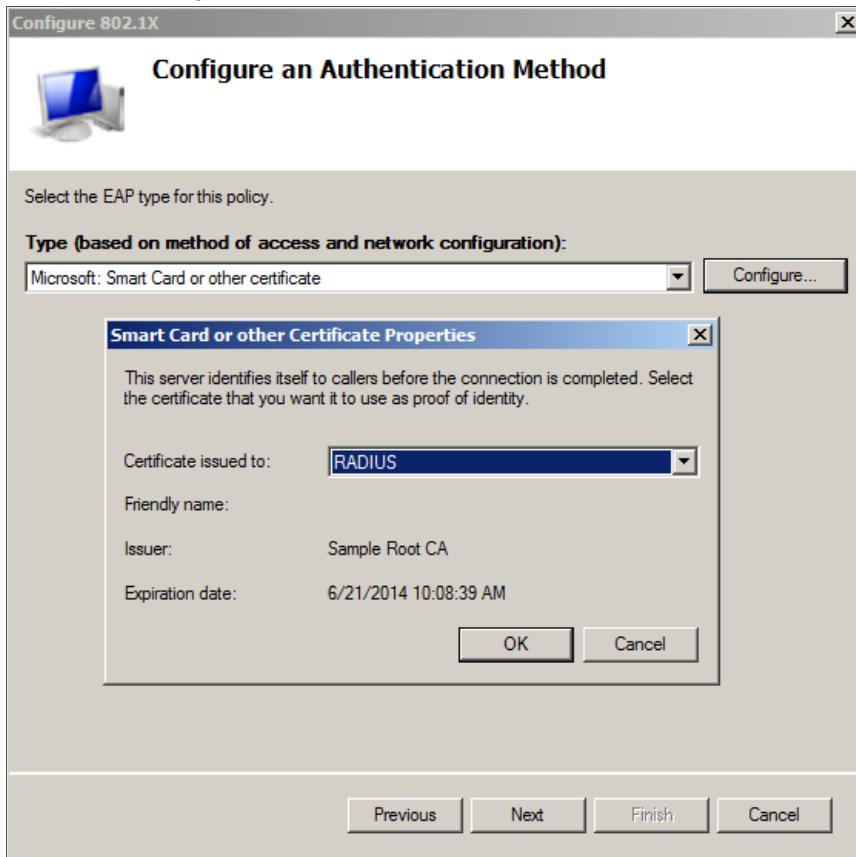 Configure 802.1X
Configure an Authentication Method
Select the EAP type for this policy.
Type (based on method of access and network configuration):
Microsoft: Smart Card or other certificate
Configure...
Smart Card or other Certificate Properties
This server identifies itself to callers before the connection is completed. Select
the certificate that you want it to use as proof of identity.
Certificate issued to: RADIUS
Friendly name:
Issuer: Sample Root CA
Expiration date: 6/21/2014 10:08:39 AM
OK Cancel
Previous Next Finish Cancel